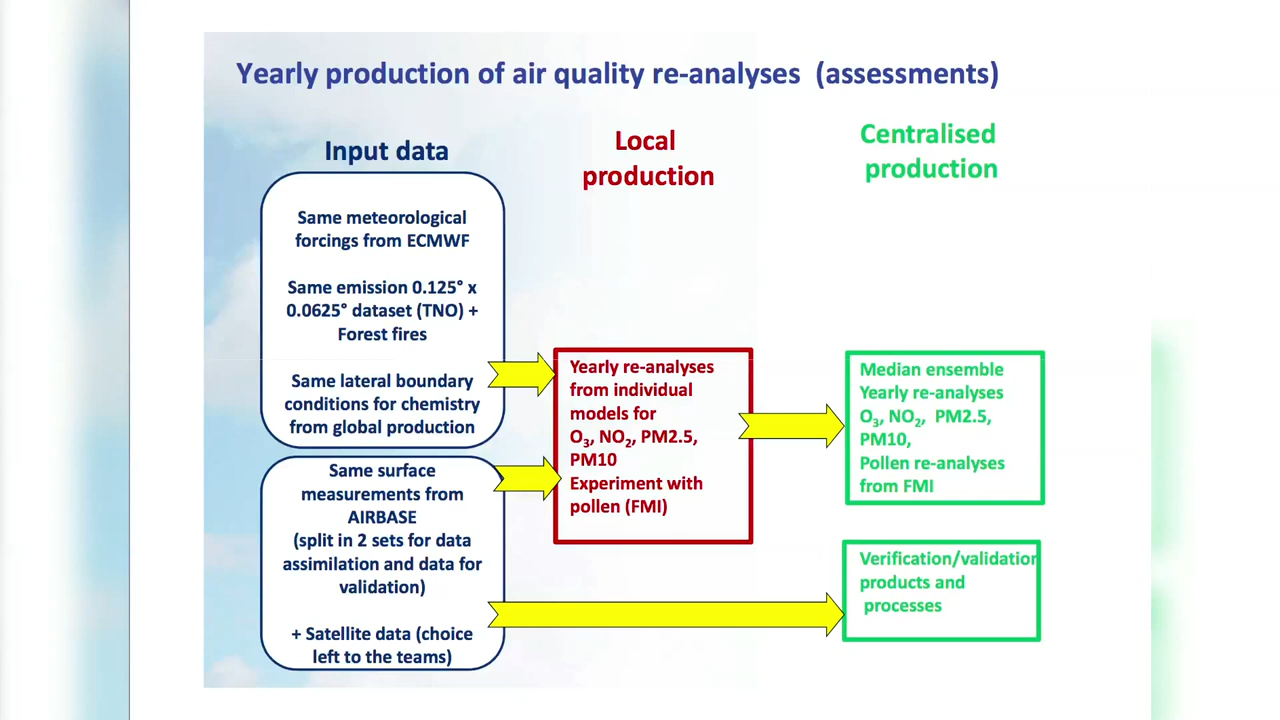 Yearly production of air quality re-analyses (assessments)
Input data
Same meteorological
forcings from ECMWF
Same emission 0.125° x
0.0625° dataset (TNO) +
Forest fires
Same lateral boundary
conditions for chemistry
from global production
Same surface
measurements from
AIRBASE
(split in 2 sets for data
assimilation and data for
validation)
+ Satellite data (choice
left to the teams)
Local
production
Yearly re-analyses
from individual
models for
O₃, NO₂, PM2.5,
PM10
Experiment with
pollen (FMI)
Centralised
production
Median ensemble
Yearly re-analyses
O₃, NO₂, PM2.5,
PM10,
Pollen re-analyses
from FMI
Verification/validation
products and
processes